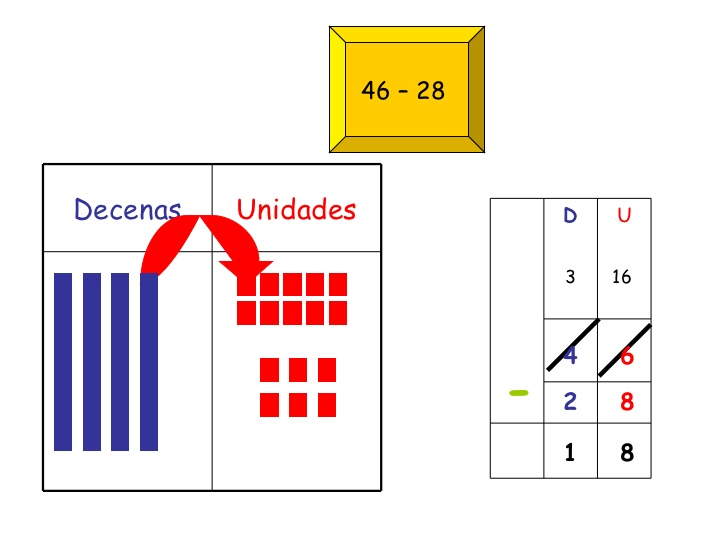 46 – 28
Decenas Unidades
D U
3 16
4 6
– 2 8
1 8